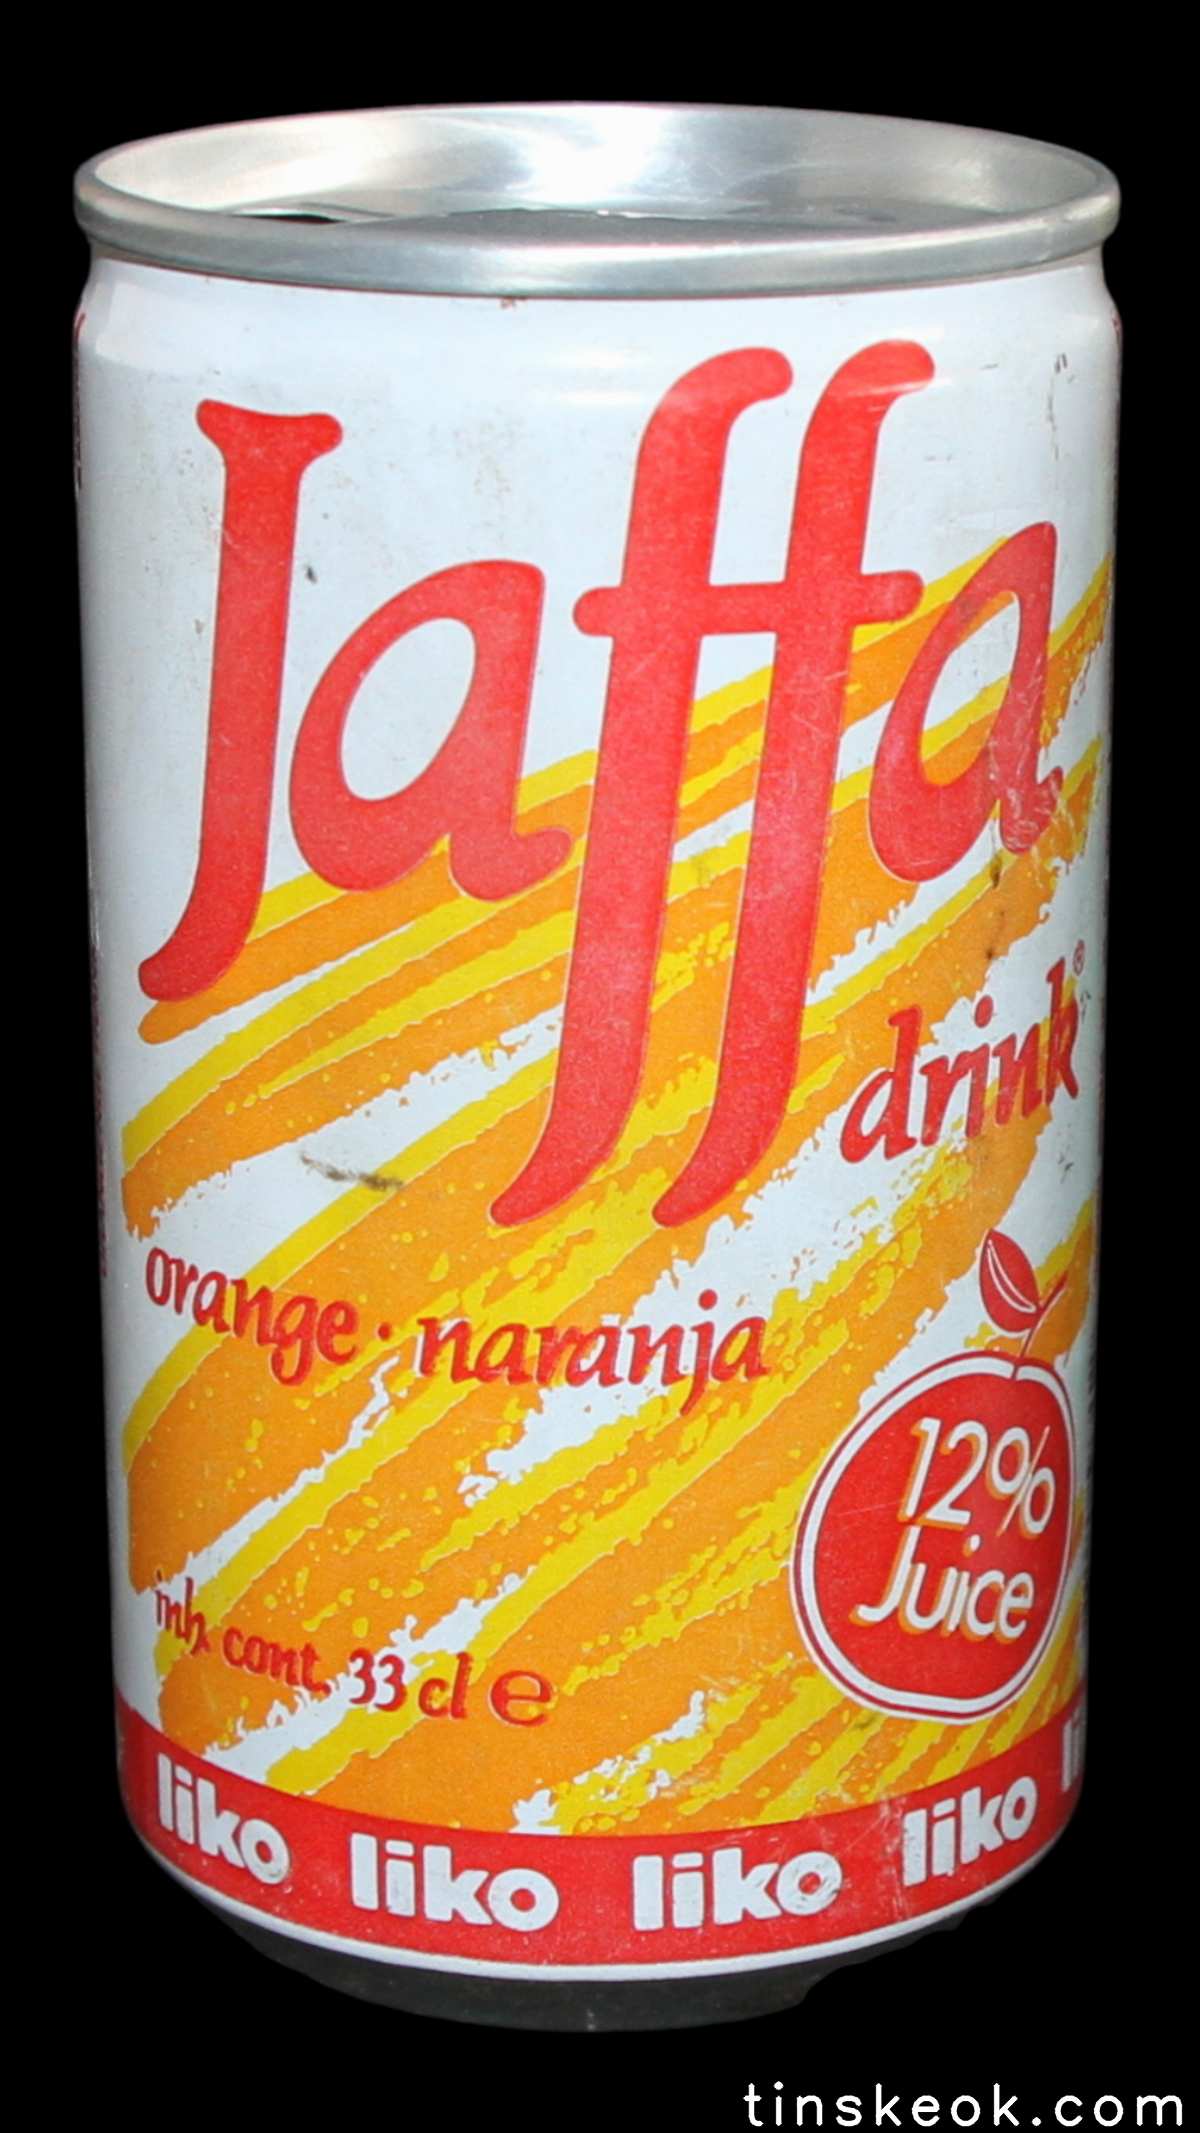 Jaffa
drink®
orange · naranja
12%
Juice
inh. cont. 33 cl e
liko liko liko liko
tinskeok.com